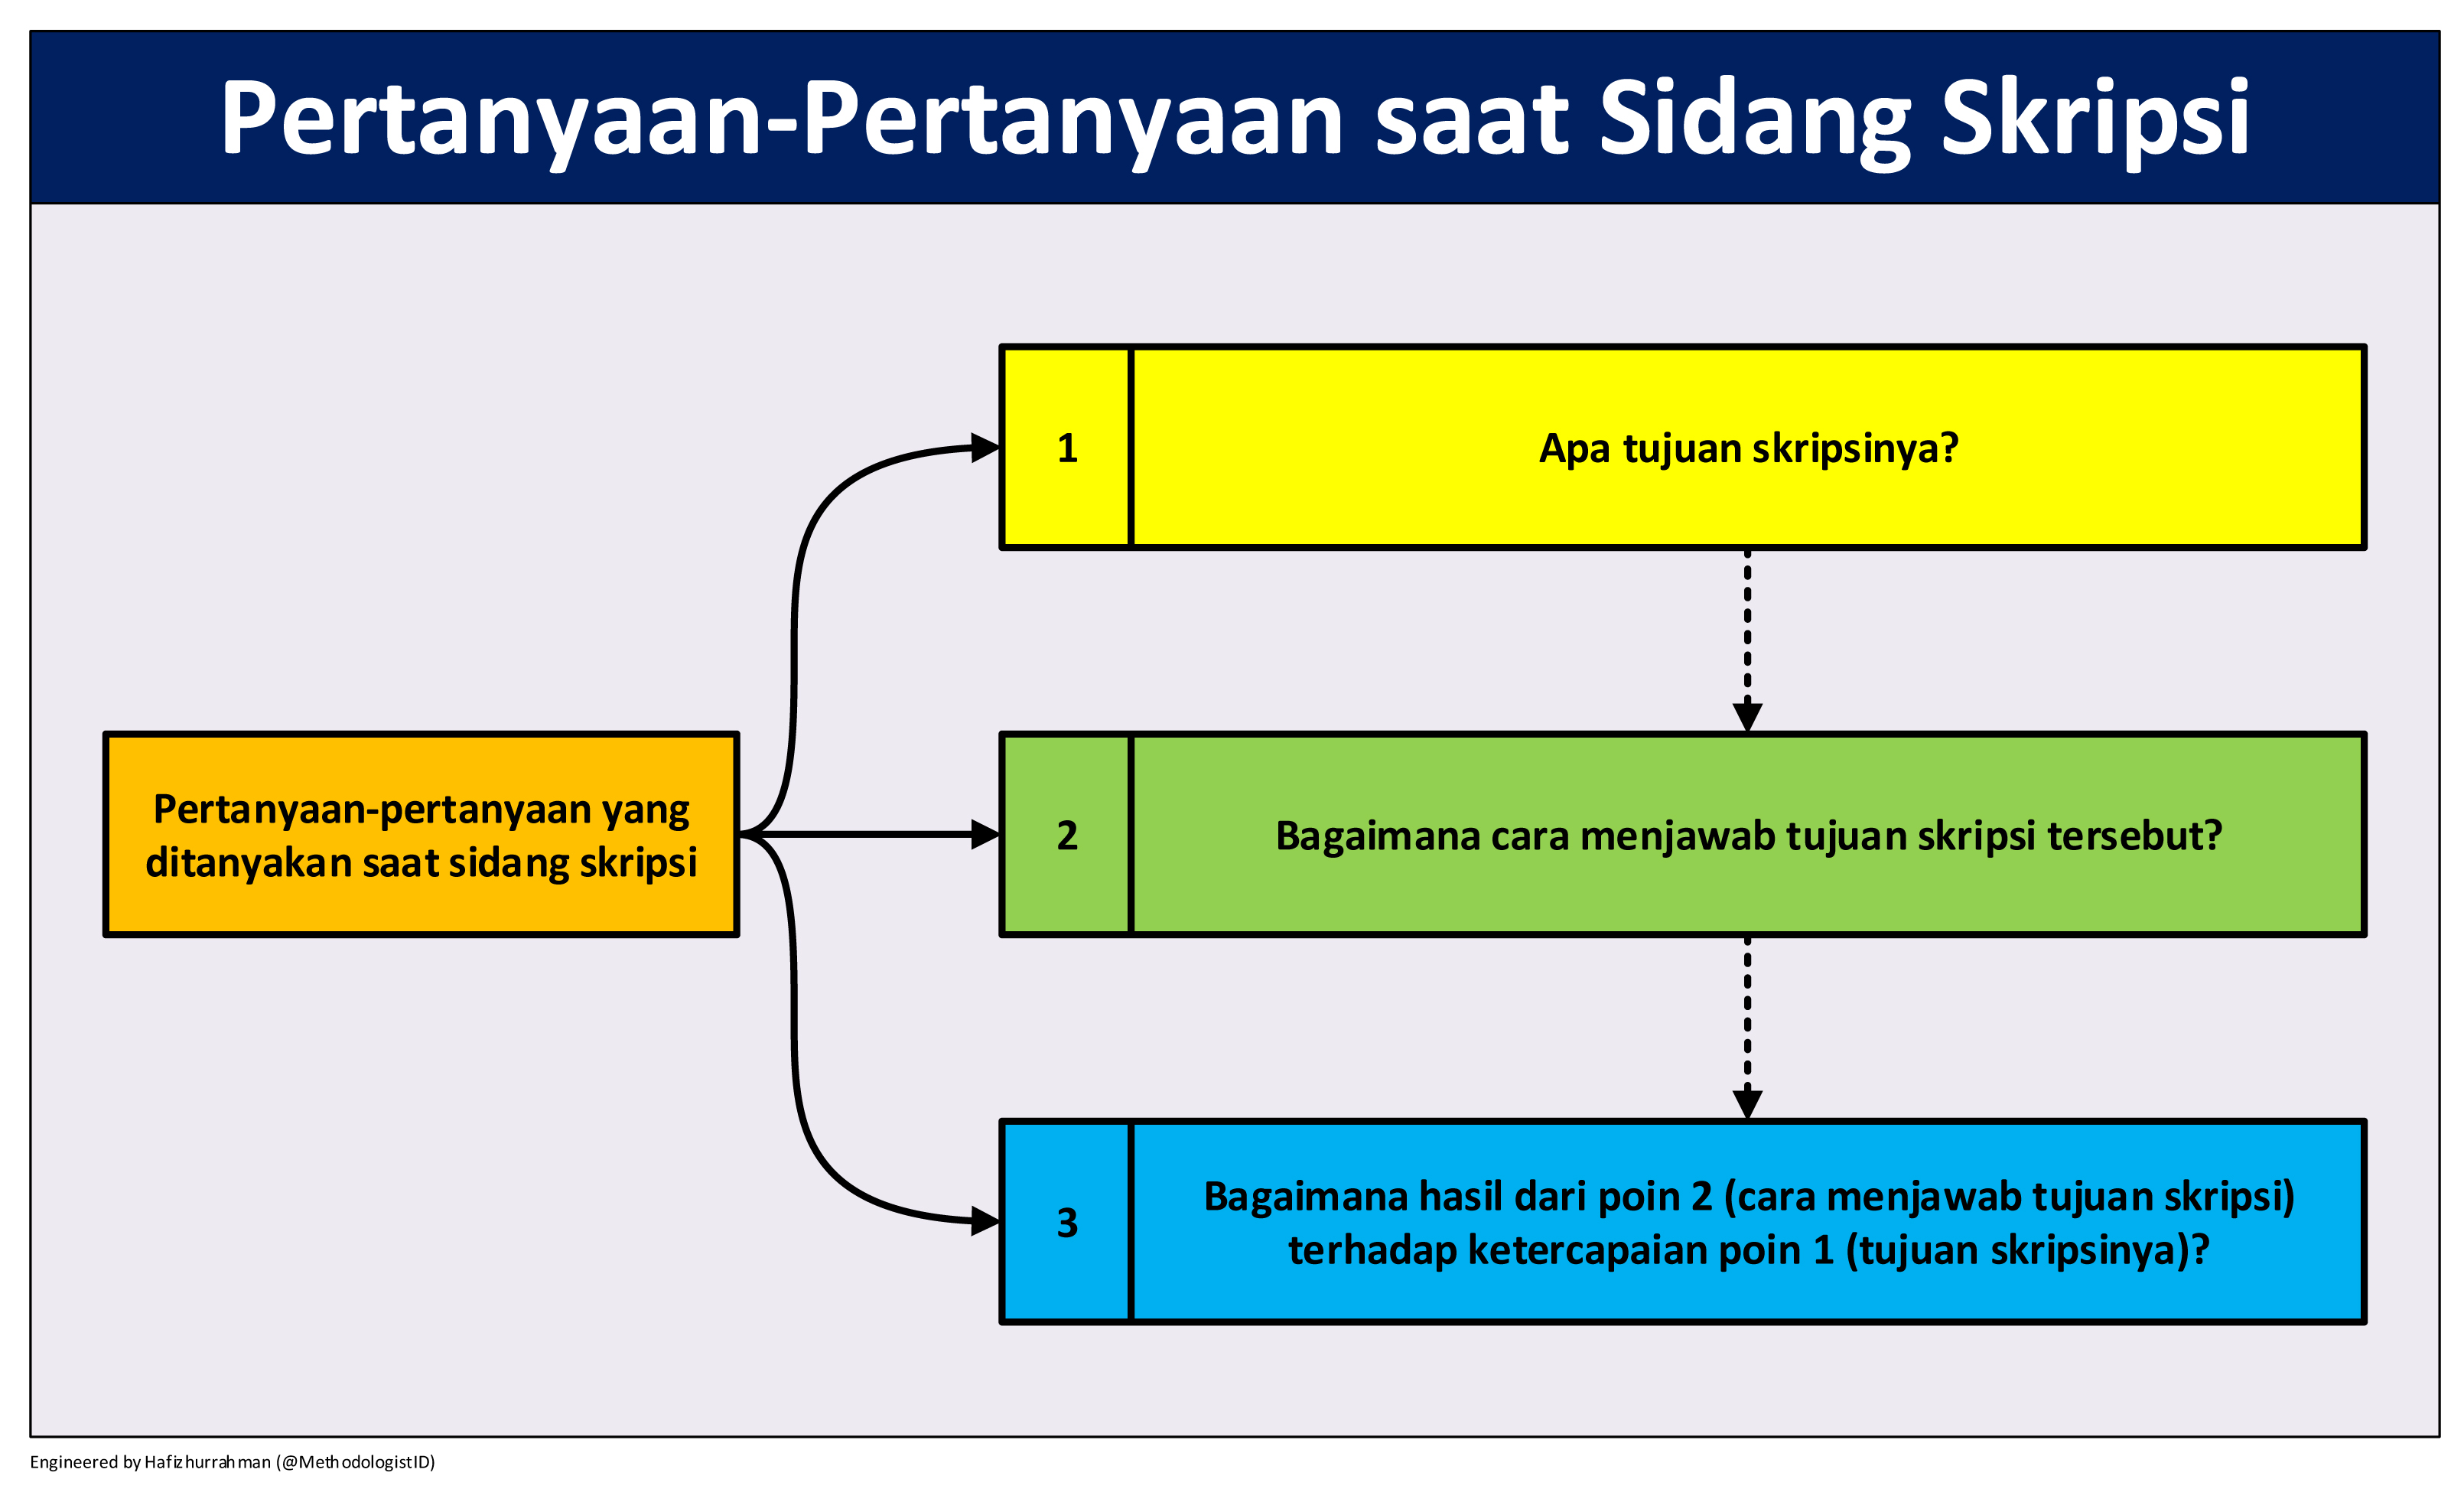 Pertanyaan-Pertanyaan saat Sidang Skripsi
Pertanyaan-pertanyaan yang
ditanyakan saat sidang skripsi
1
Apa tujuan skripsinya?
2
Bagaimana cara menjawab tujuan skripsi tersebut?
3
Bagaimana hasil dari poin 2 (cara menjawab tujuan skripsi)
terhadap ketercapaian poin 1 (tujuan skripsinya)?
Engineered by Hafizhurrahman (@MethodologistID)